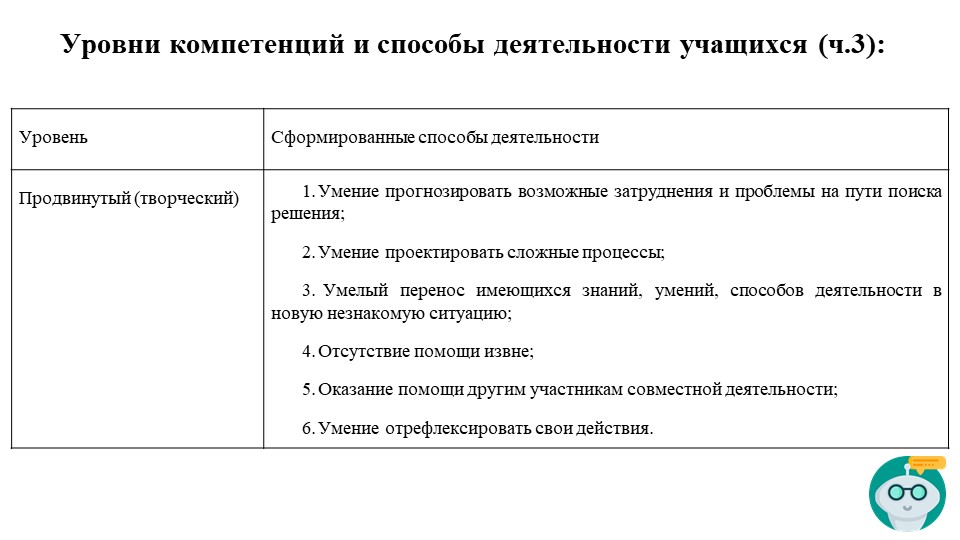 Уровни компетенций и способы деятельности учащихся (ч.3):
Уровень
Сформированные способы деятельности
Продвинутый (творческий)
1. Умение прогнозировать возможные затруднения и проблемы на пути поиска
решения;
2. Умение проектировать сложные процессы;
3. Умелый перенос имеющихся знаний, умений, способов деятельности в
новую незнакомую ситуацию;
4. Отсутствие помощи извне;
5. Оказание помощи другим участникам совместной деятельности;
6. Умение отрефлексировать свои действия.